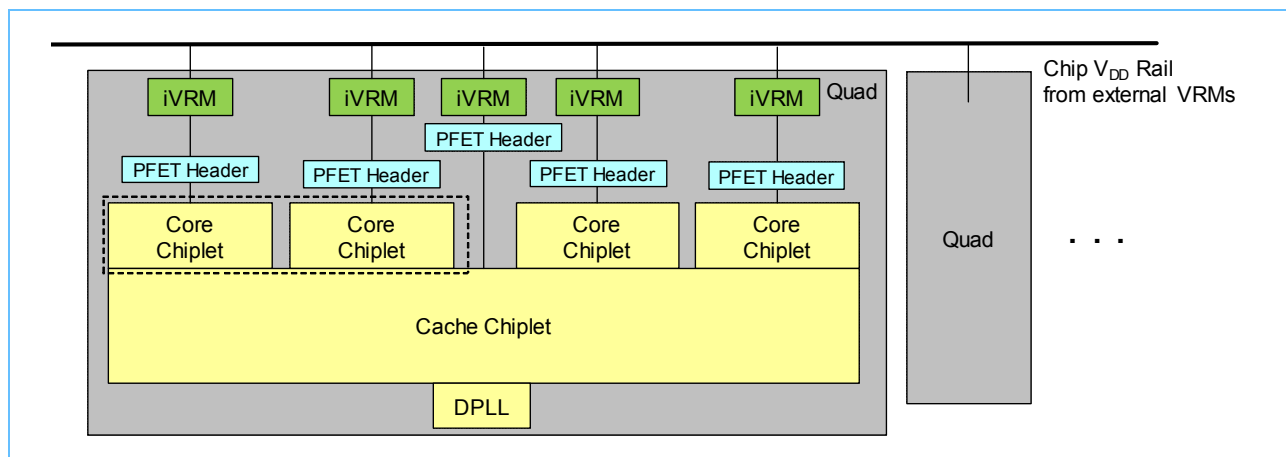 iVRM
iVRM
iVRM
iVRM
iVRM
Quad
Chip VDD Rail
from external VRMs
PFET Header
PFET Header
PFET Header
PFET Header
PFET Header
Core
Chiplet
Core
Chiplet
Core
Chiplet
Core
Chiplet
Quad
. . .
Cache Chiplet
DPLL